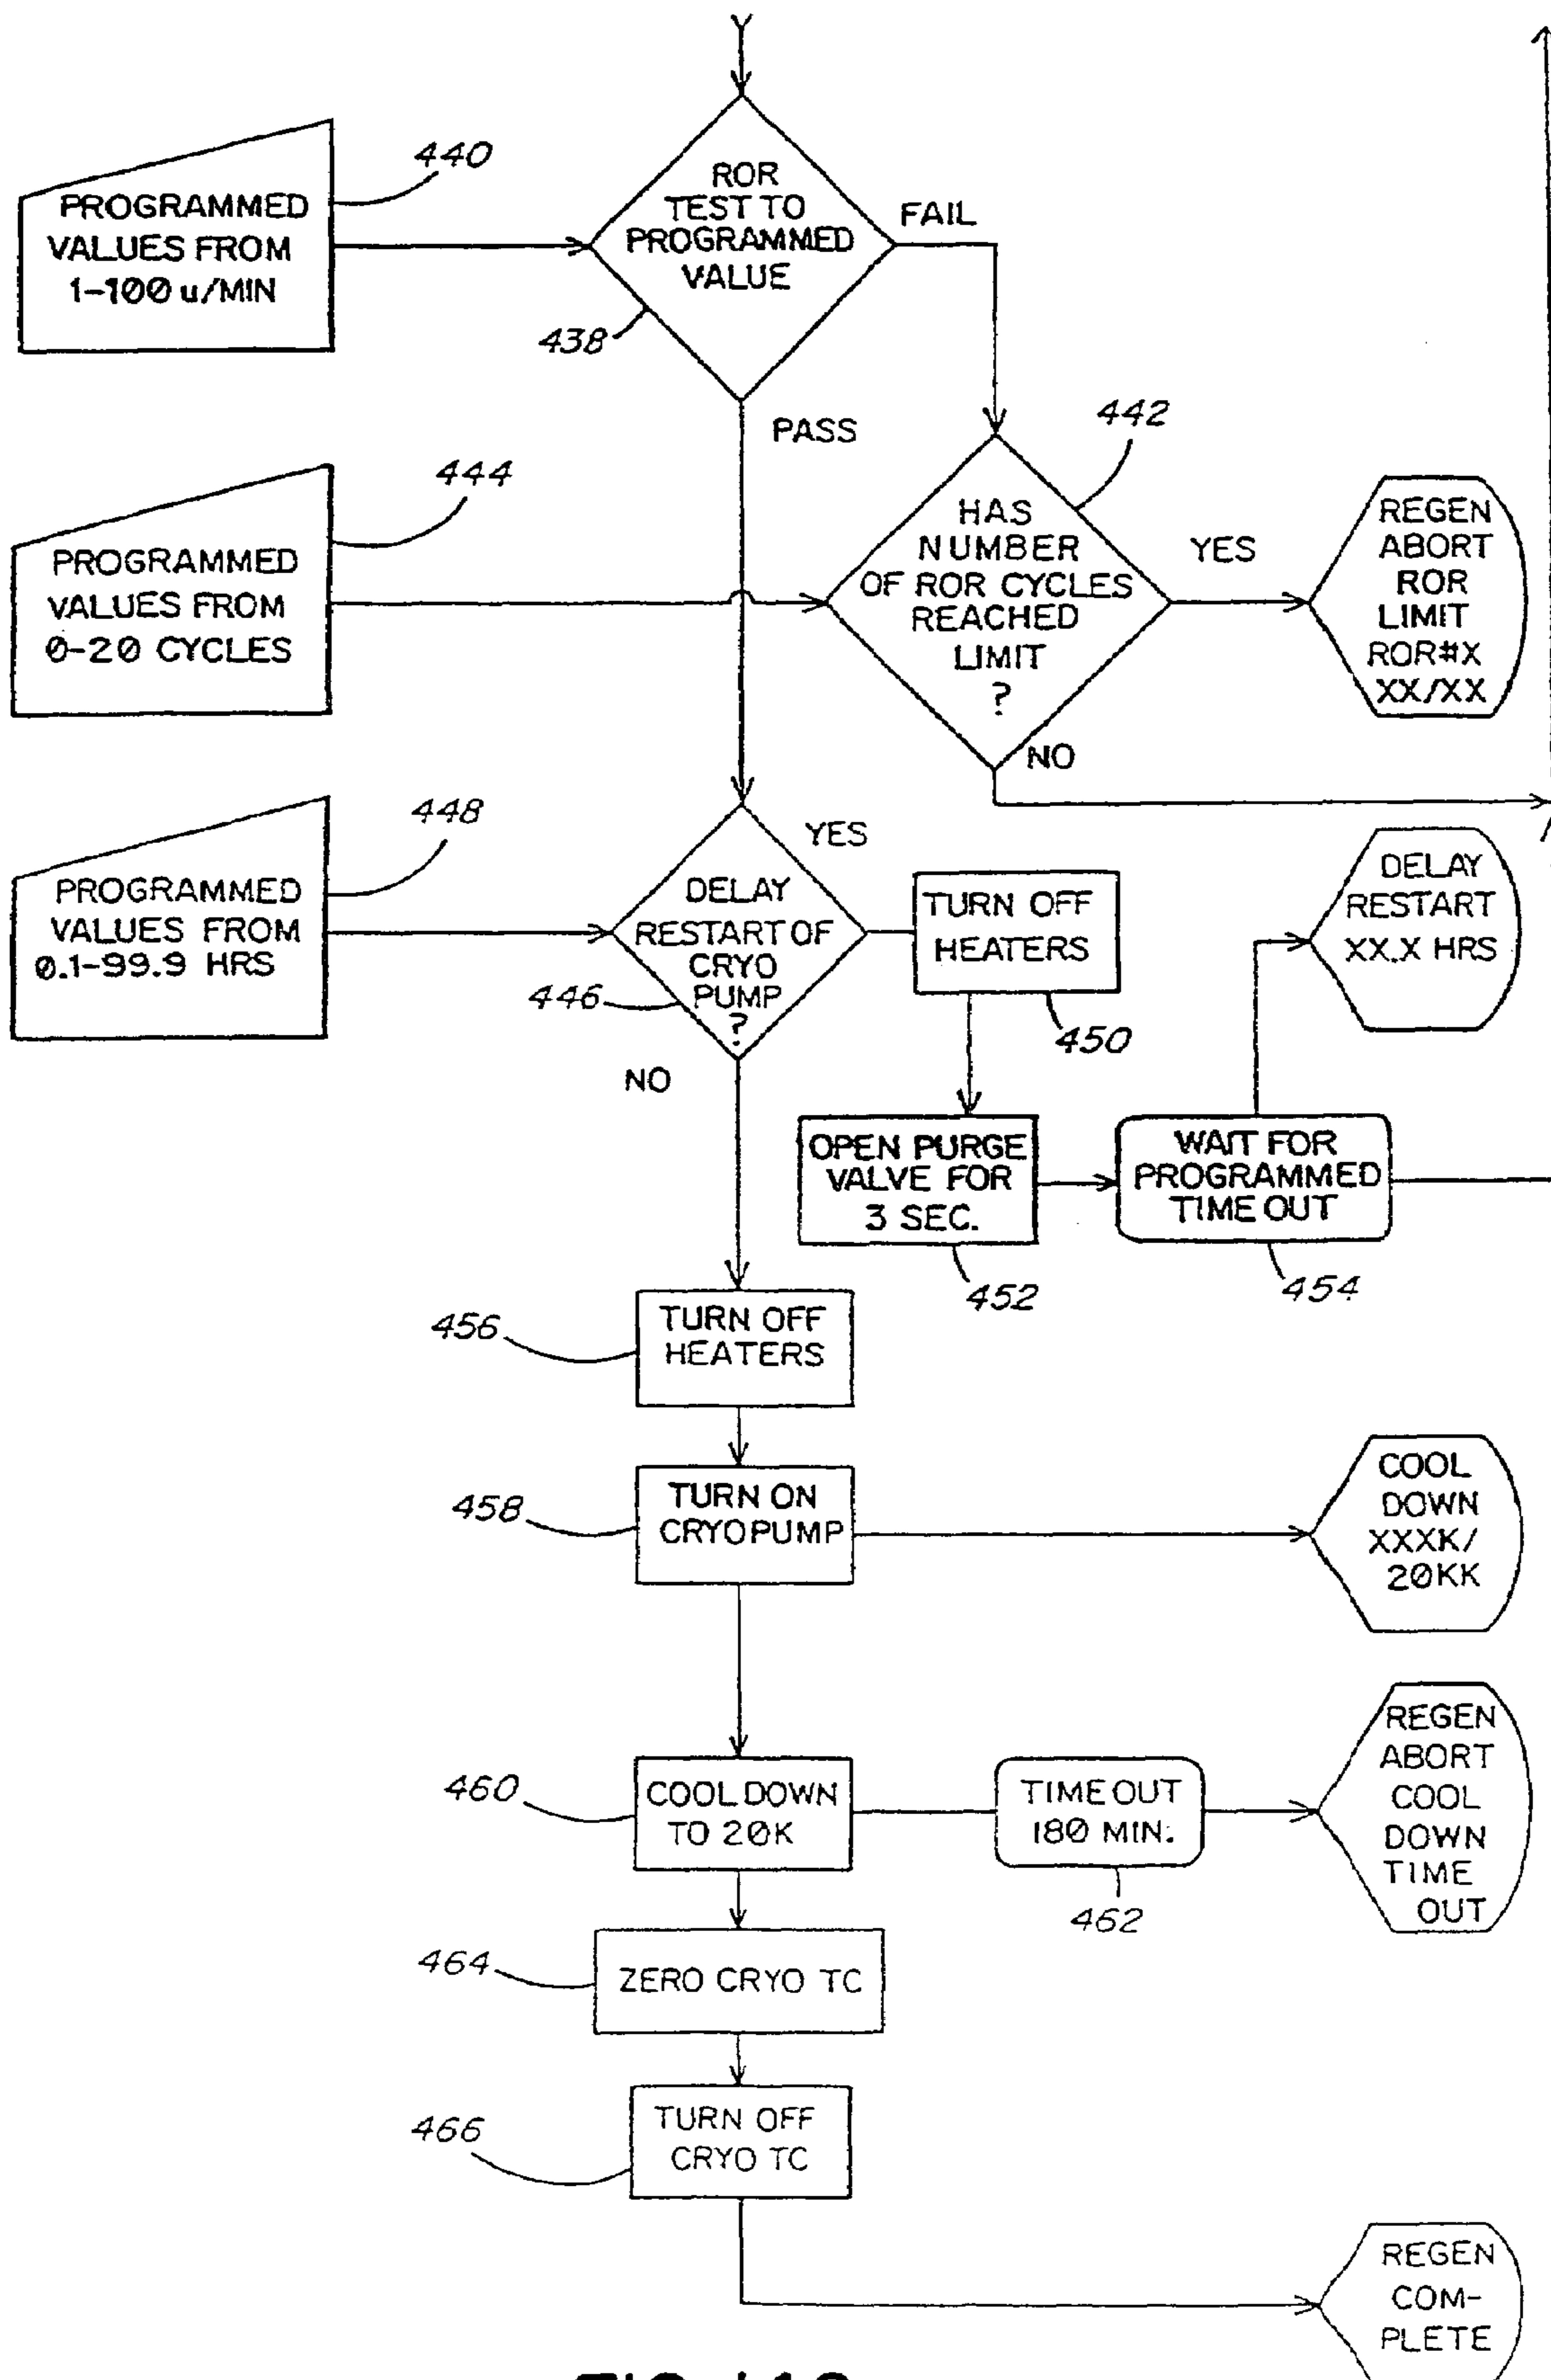 Y
440
PROGRAMMED
VALUES FROM
1-100 u/MIN
ROR
TEST TO
PROGRAMMED
VALUE
FAIL
438
PASS
442
444
PROGRAMMED
VALUES FROM
0-20 CYCLES
HAS
NUMBER
OF ROR CYCLES
REACHED
LIMIT
?
YES
REGEN
ABORT
ROR
LIMIT
ROR#X
XX/XX
NO
448
PROGRAMMED
VALUES FROM
0.1-99.9 HRS
YES
DELAY
RESTART OF
CRYO
PUMP
?
446
NO
TURN OFF
HEATERS
450
DELAY
RESTART
XX.X HRS
OPEN PURGE
VALVE FOR
3 SEC.
452
WAIT FOR
PROGRAMMED
TIME OUT
454
456
TURN OFF
HEATERS
458
TURN ON
CRYOPUMP
COOL
DOWN
XXXK/
20KK
460
COOL DOWN
TO 20K
TIME OUT
180 MIN.
462
REGEN
ABORT
COOL
DOWN
TIME
OUT
464
ZERO CRYO TC
466
TURN OFF
CRYO TC
REGEN
COM-
PLETE